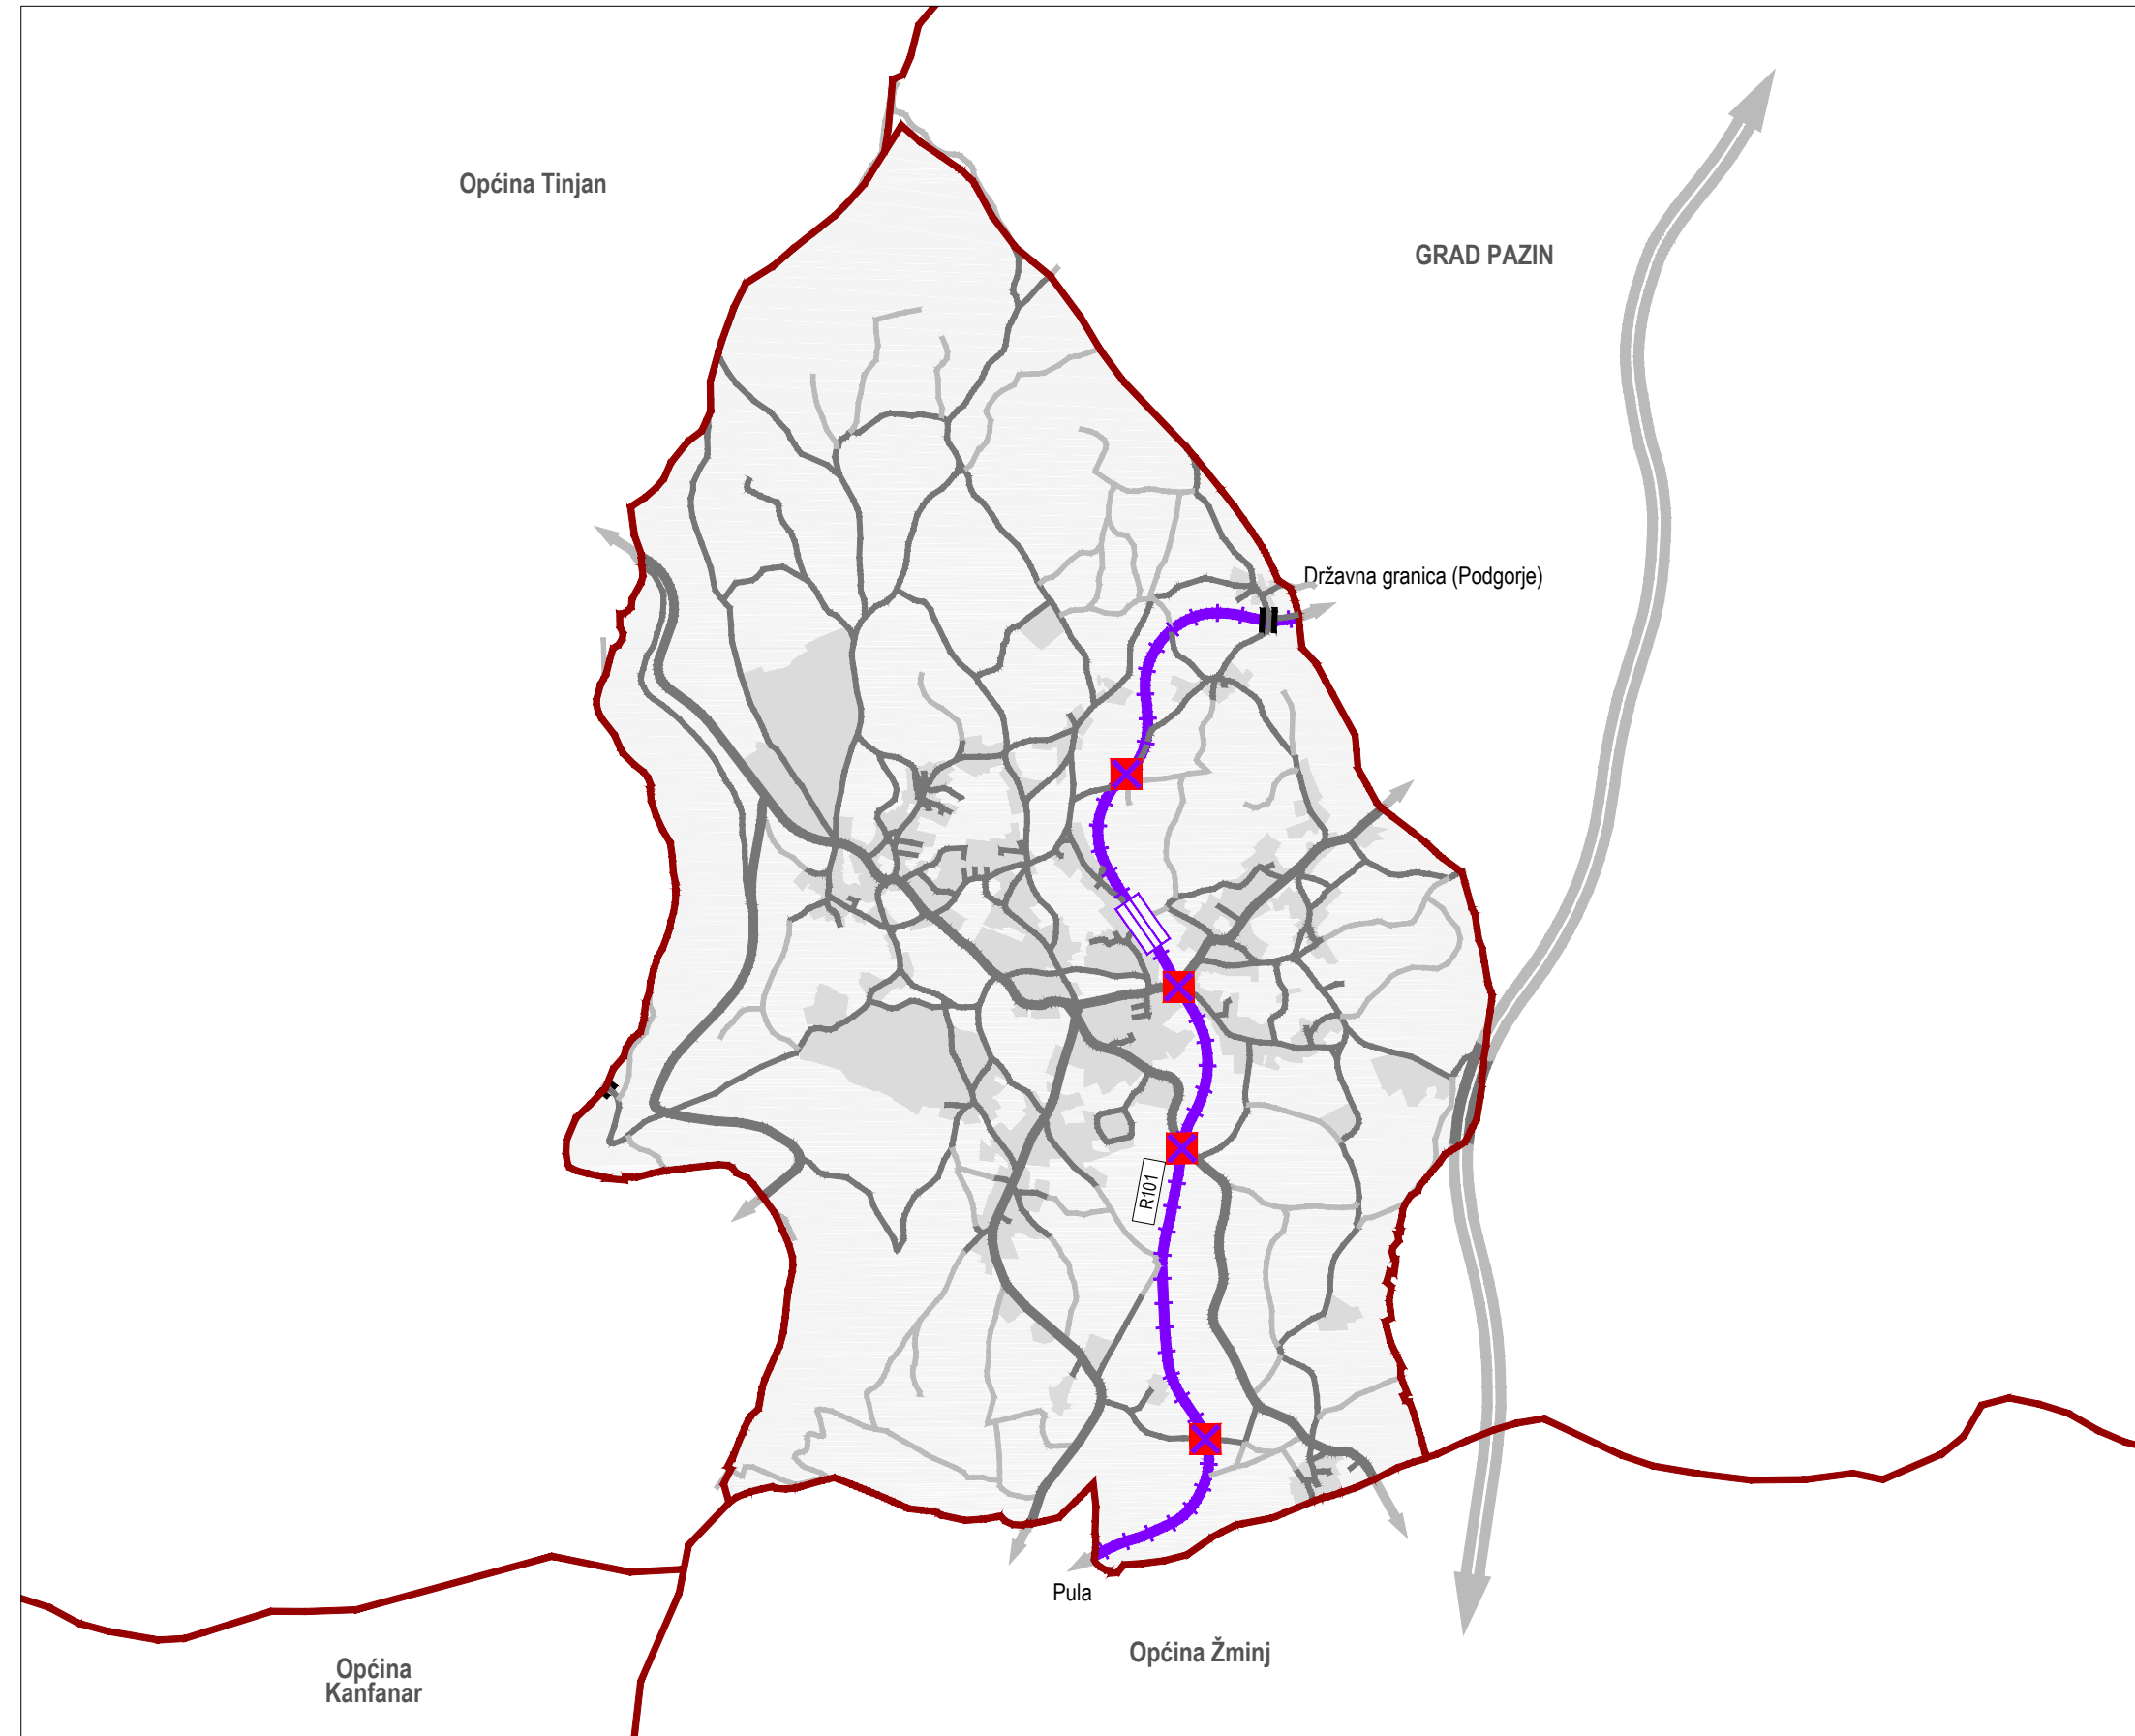 Općina Tinjan
GRAD PAZIN
Državna granica (Podgorje)
R101
Pula
Općina Žminj
Općina
Kanfanar